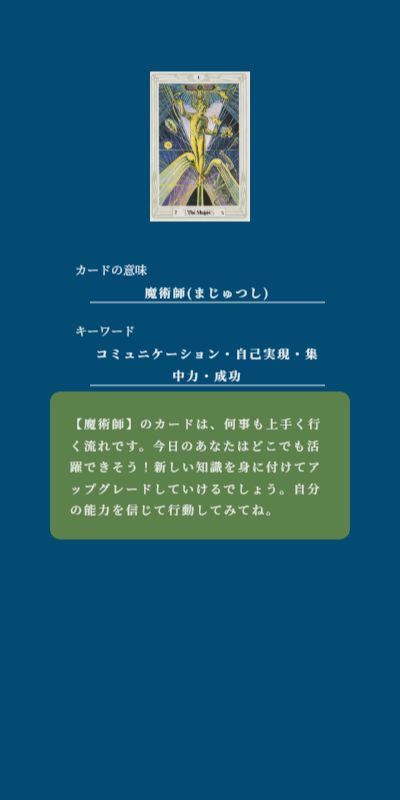 I
The Magus
カードの意味
魔術師(まじゅつし)
キーワード
コミュニケーション・自己実現・集
中力・成功
【魔術師】のカードは、何事も上手く行
く流れです。今日のあなたはどこでも活
躍できそう！新しい知識を身に付けてア
ップグレードしていけるでしょう。自分
の能力を信じて行動してみてね。